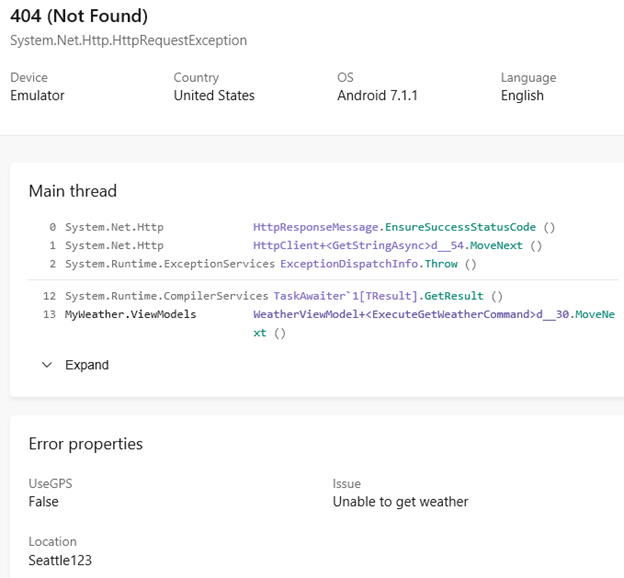 404 (Not Found)
System.Net.Http.HttpRequestException
Device Country OS Language
Emulator United States Android 7.1.1 English
Main thread
0 System.Net.Http HttpResponseMessage.EnsureSuccessStatusCode ()
1 System.Net.Http HttpClient+<GetStringAsync>d__54.MoveNext ()
2 System.Runtime.ExceptionServices ExceptionDispatchInfo.Throw ()
12 System.Runtime.CompilerServices TaskAwaiter`1[TResult].GetResult ()
13 MyWeather.ViewModels WeatherViewModel+<ExecuteGetWeatherCommand>d__30.MoveNe
xt ()
Expand
Error properties
UseGPS Issue
False Unable to get weather
Location
Seattle123